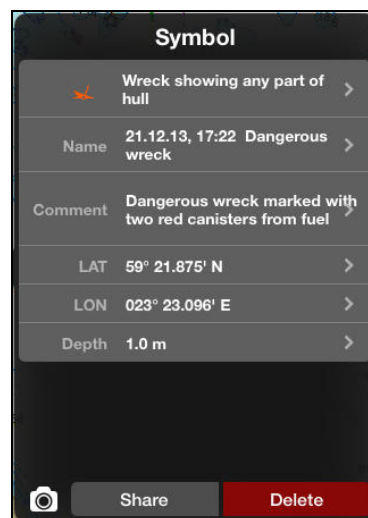 Symbol
Wreck showing any part of
hull
Name 21.12.13, 17:22 Dangerous
wreck
Comment Dangerous wreck marked with
two red canisters from fuel
LAT 59° 21.875' N
LON 023° 23.096' E
Depth 1.0 m
Share Delete